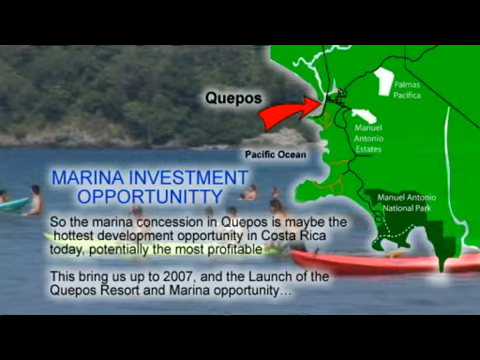 Quepos
Palmas
Pacifica
Manuel
Antonio
Estates
Pacific Ocean
Manuel Antonio
National Park
MARINA INVESTMENT
OPPORTUNITTY
So the marina concession in Quepos is maybe the
hottest development opportunity in Costa Rica
today, potentially the most profitable
This bring us up to 2007, and the Launch of the
Quepos Resort and Marina opportunity…